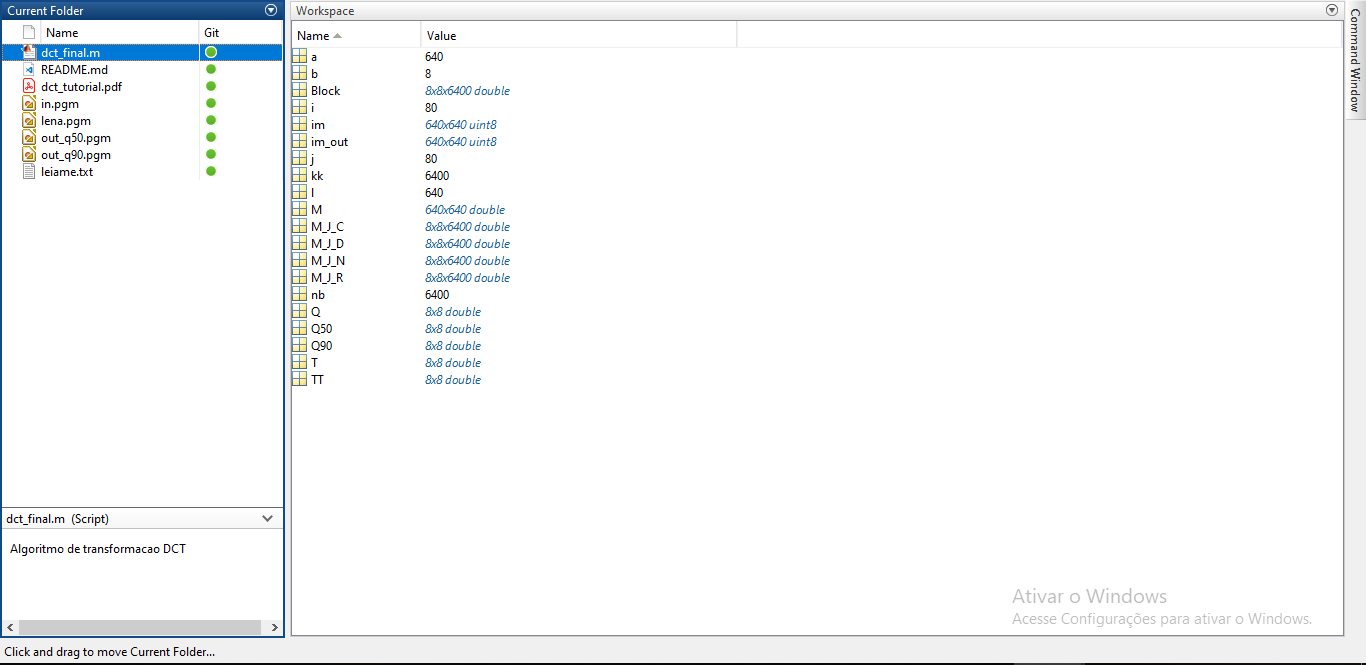 Current Folder
Name Git
dct_final.m
README.md
dct_tutorial.pdf
in.pgm
lena.pgm
out_q50.pgm
out_q90.pgm
leiame.txt
dct_final.m (Script)
Algoritmo de transformacao DCT
Workspace
Name Value
a 640
b 8
Block 8x8x6400 double
i 80
im 640x640 uint8
im_out 640x640 uint8
j 80
kk 6400
l 640
M 640x640 double
M_J_C 8x8x6400 double
M_J_D 8x8x6400 double
M_J_N 8x8x6400 double
M_J_R 8x8x6400 double
nb 6400
Q 8x8 double
Q50 8x8 double
Q90 8x8 double
T 8x8 double
TT 8x8 double
Command Window
Ativar o Windows
Acesse Configurações para ativar o Windows.
Click and drag to move Current Folder...